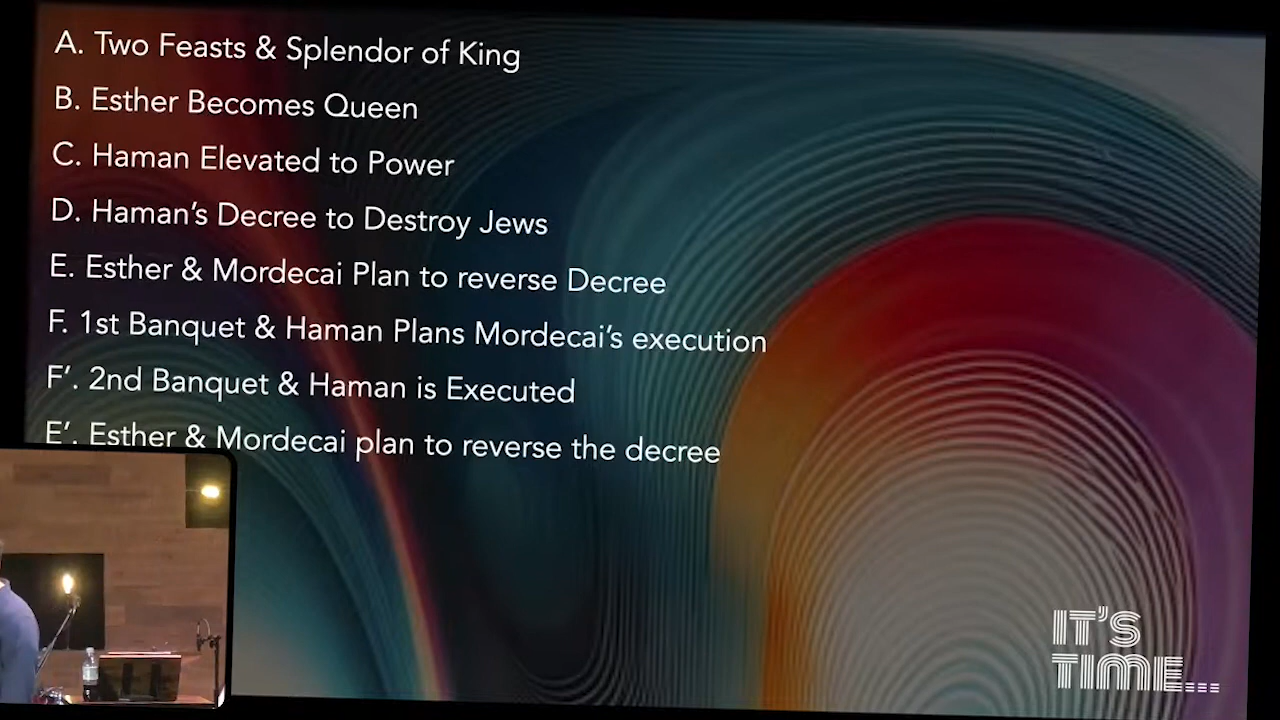 A. Two Feasts & Splendor of King
B. Esther Becomes Queen
C. Haman Elevated to Power
D. Haman's Decree to Destroy Jews
E. Esther & Mordecai Plan to reverse Decree
F. 1st Banquet & Haman Plans Mordecai's execution
F'. 2nd Banquet & Haman is Executed
E'. Esther & Mordecai plan to reverse the decree
IT'S
TIME...